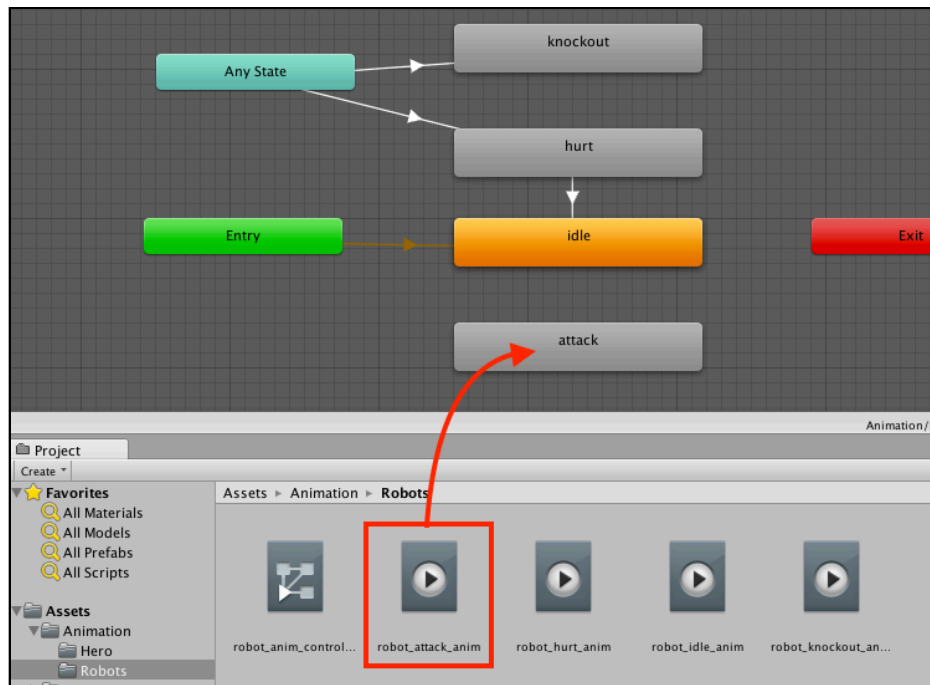 knockout
Any State
hurt
Entry
idle
Exit
attack
Animation/
Project
Create
Favorites
All Materials
All Models
All Prefabs
All Scripts
Assets
Animation
Hero
Robots
Assets Animation Robots
robot_anim_control...
robot_attack_anim
robot_hurt_anim
robot_idle_anim
robot_knockout_an...